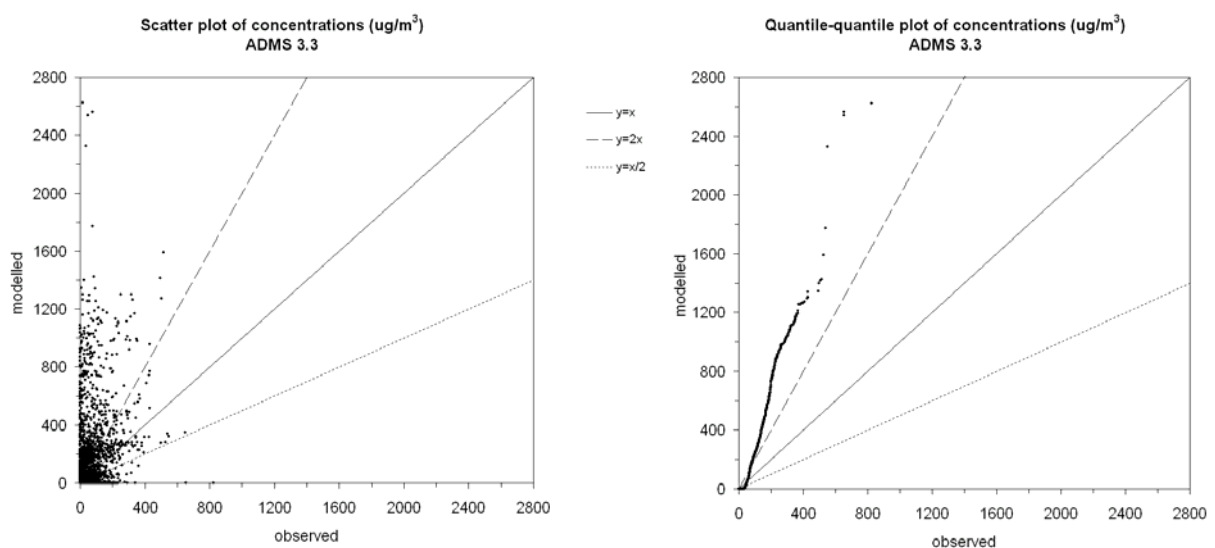 Scatter plot of concentrations (ug/m³)
ADMS 3.3
2800
2400
2000
1600
1200
800
400
0
modelled
0 400 800 1200 1600 2000 2400 2800
observed
y=x
y=2x
y=x/2
Quantile-quantile plot of concentrations (ug/m³)
ADMS 3.3
2800
2400
2000
1600
1200
800
400
0
modelled
0 400 800 1200 1600 2000 2400 2800
observed